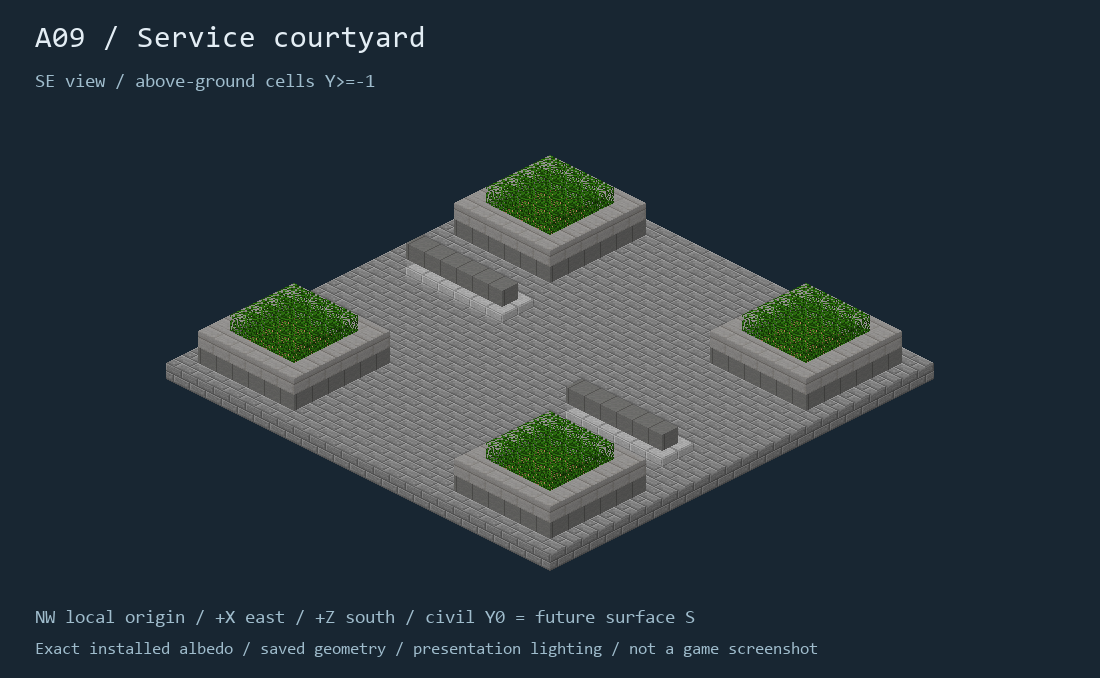 A09 / Service courtyard
SE view / above-ground cells Y>=-1
NW local origin / +X east / +Z south / civil Y0 = future surface S
Exact installed albedo / saved geometry / presentation lighting / not a game screenshot